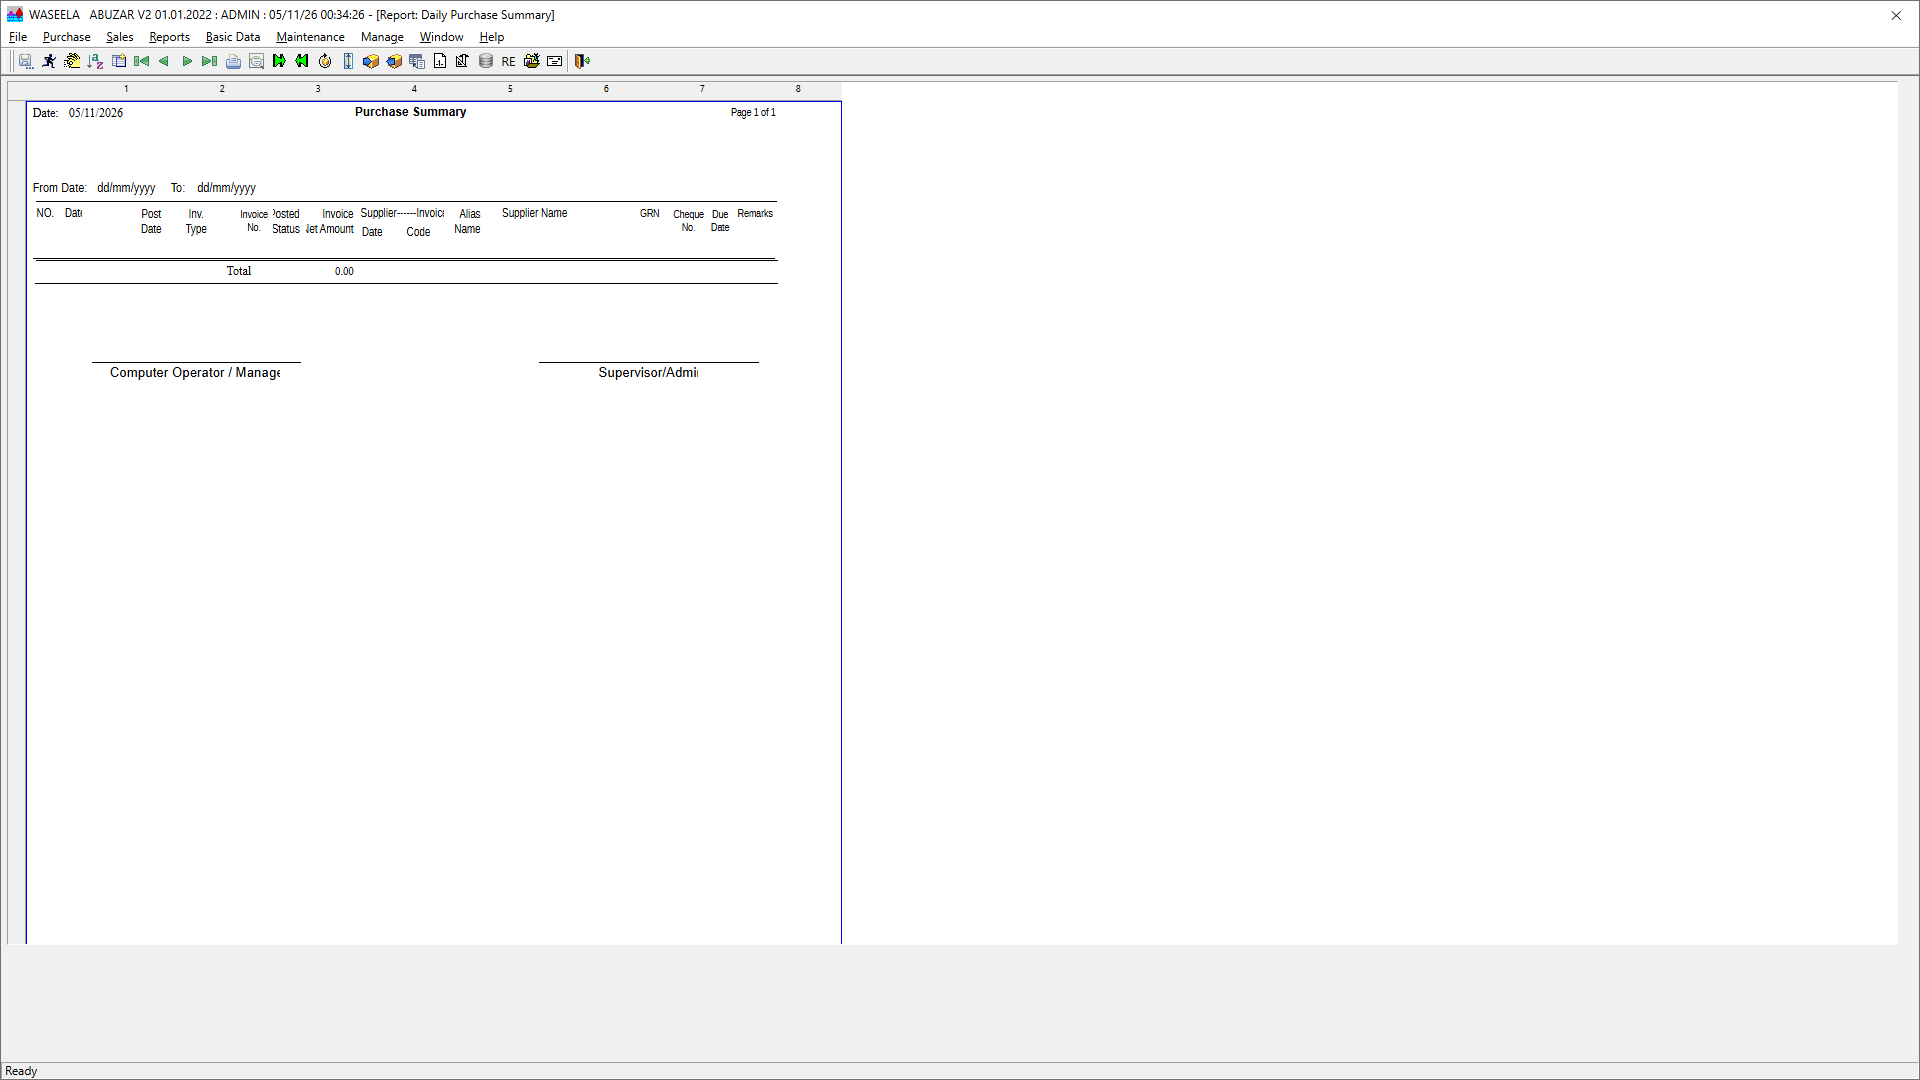 WASEELA ABUZAR V2 01.01.2022 : ADMIN : 05/11/26 00:34:26 - [Report: Daily Purchase Summary]
File Purchase Sales Reports Basic Data Maintenance Manage Window Help
RE
1 2 3 4 5 6 7 8
Date: 05/11/2026 Purchase Summary Page 1 of 1
From Date: dd/mm/yyyy To: dd/mm/yyyy
NO. Date Post Inv. Invoice Posted Invoice Supplier------Invoice Alias Supplier Name GRN Cheque Due Remarks
Date Type No. Status Net Amount Date Code Name No. Date
Total 0.00
Computer Operator / Manage Supervisor/Admi
Ready